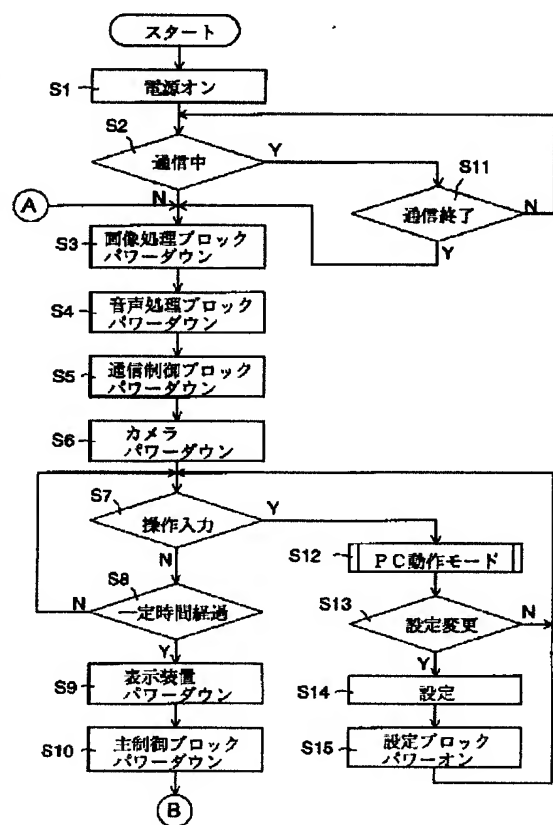 スタート
S1
電源オン
S2
通信中
Y
N
S11
通信終了
N
Y
A
S3
画像処理ブロック
パワーダウン
S4
音声処理ブロック
パワーダウン
S5
通信制御ブロック
パワーダウン
S6
カメラ
パワーダウン
S7
操作入力
Y
N
S12
PC動作モード
S8
一定時間経過
N
Y
S13
設定変更
N
Y
S9
表示装置
パワーダウン
S14
設定
S10
主制御ブロック
パワーダウン
S15
設定ブロック
パワーオン
B